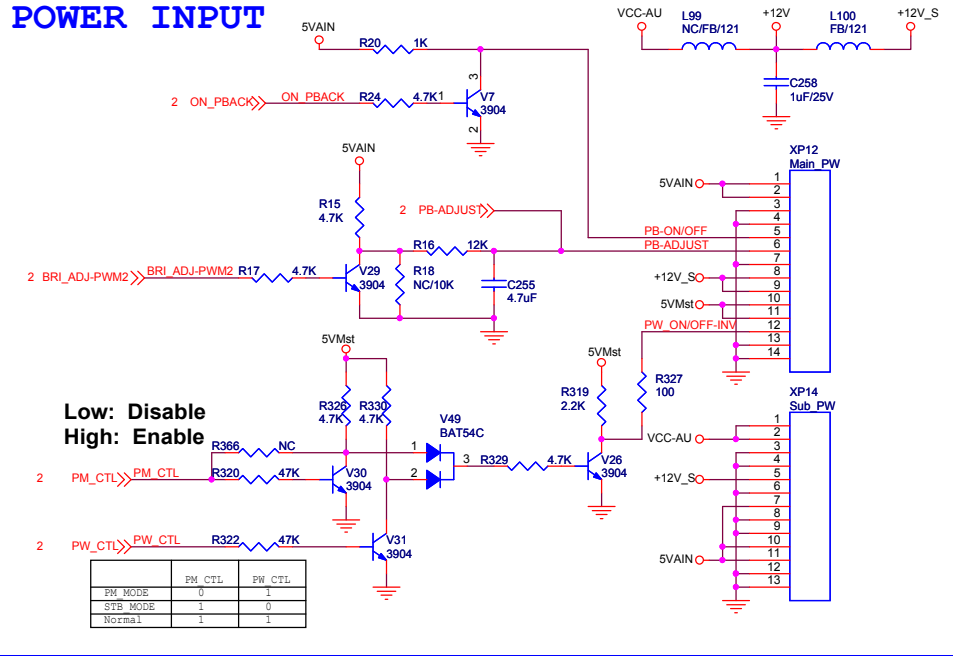 POWER INPUT
5VAIN
R20 1K
2 ON_PBACK ON_PBACK R24 4.7K 1 3 V7 3904 2
VCC-AU L99 NC/FB/121 +12V L100 FB/121 +12V_S
C258 1uF/25V
5VAIN
R15 4.7K
2 PB-ADJUST
R16 12K
2 BRI_ADJ-PWM2 BRI_ADJ-PWM2 R17 4.7K V29 3904
R18 NC/10K
C255 4.7uF
XP12
Main_PW
5VAIN 1
2
3
4
PB-ON/OFF 5
PB-ADJUST 6
7
+12V_S 8
9
5VMst 10
11
PW_ON/OFF-INV 12
13
14
5VMst
R326 4.7K
R330 4.7K
Low: Disable
High: Enable
R366 NC
2 PM_CTL PM_CTL R320 47K V30 3904
V49 BAT54C
1
2
3 R329 4.7K V26 3904
5VMst
R319 2.2K
R327 100
2 PW_CTL PW_CTL R322 47K V31 3904
XP14
Sub_PW
1
VCC-AU 2
3
4
+12V_S 5
6
7
8
9
10
5VAIN 11
12
13
PM_CTL PW_CTL
PM_MODE 0 1
STB_MODE 1 0
Normal 1 1